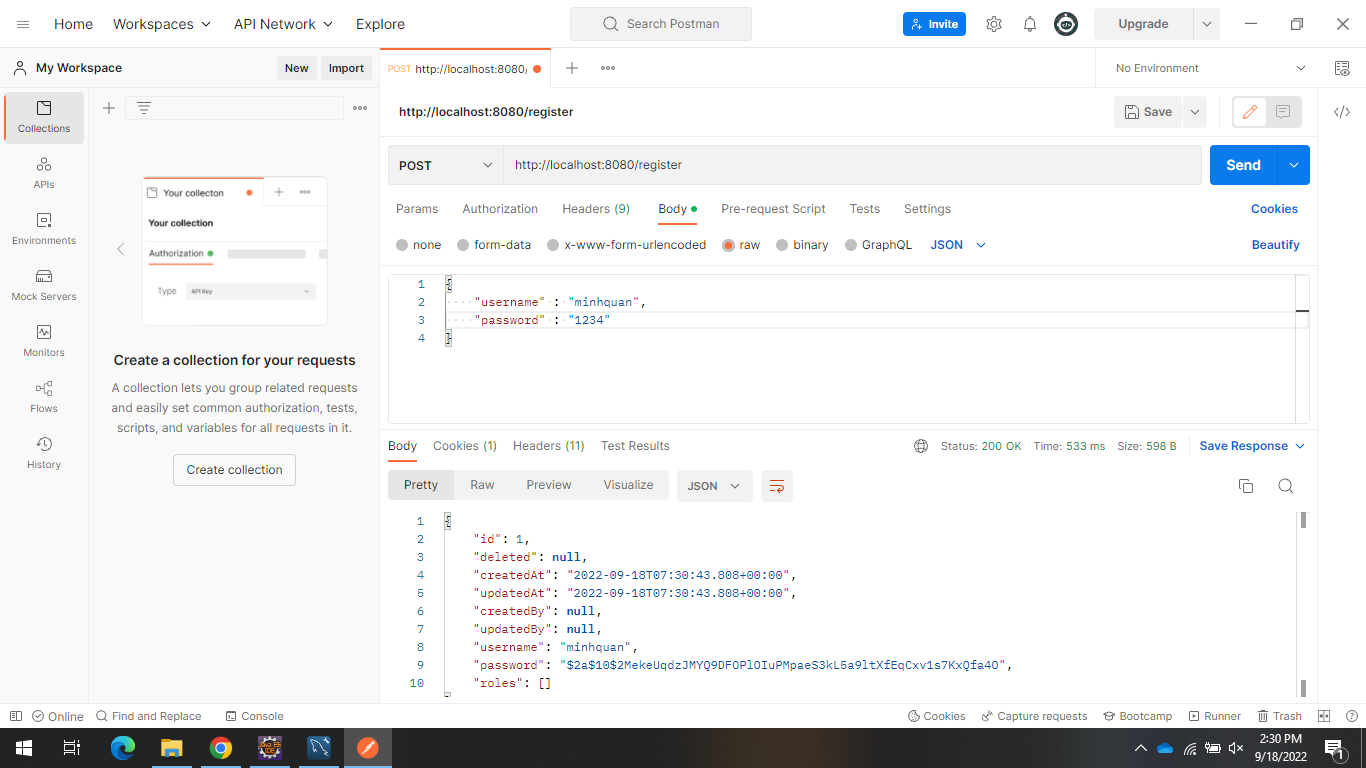 Home Workspaces API Network Explore Search Postman Invite Upgrade
My Workspace New Import POST http://localhost:8080/ No Environment
Collections
APIs
Environments
Mock Servers
Monitors
Flows
History
Your collecton
Your collection
Authorization
Type API Key
Create a collection for your requests
A collection lets you group related requests
and easily set common authorization, tests,
scripts, and variables for all requests in it.
Create collection
http://localhost:8080/register Save
POST http://localhost:8080/register Send
Params Authorization Headers (9) Body Pre-request Script Tests Settings Cookies
none form-data x-www-form-urlencoded raw binary GraphQL JSON Beautify
1 {
2 "username" : "minhquan",
3 "password" : "1234"
4 }
Body Cookies (1) Headers (11) Test Results Status: 200 OK Time: 533 ms Size: 598 B Save Response
Pretty Raw Preview Visualize JSON
1 {
2 "id": 1,
3 "deleted": null,
4 "createdAt": "2022-09-18T07:30:43.808+00:00",
5 "updatedAt": "2022-09-18T07:30:43.808+00:00",
6 "createdBy": null,
7 "updatedBy": null,
8 "username": "minhquan",
9 "password": "$2a$10$2MekeUqdzJMYQ9DFOPlOIuPMpaeS3kL5a9ltXfEqCxv1s7KxQfa4O",
10 "roles": []
Online Find and Replace Console Cookies Capture requests Bootcamp Runner Trash
2:30 PM
9/18/2022
1